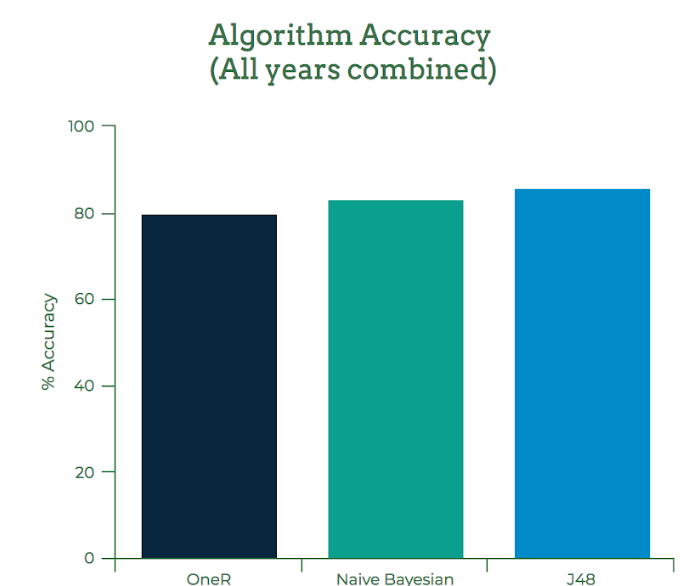 Algorithm Accuracy
(All years combined)
100
80
60
40
20
0
% Accuracy
OneR
Naive Bayesian
J48